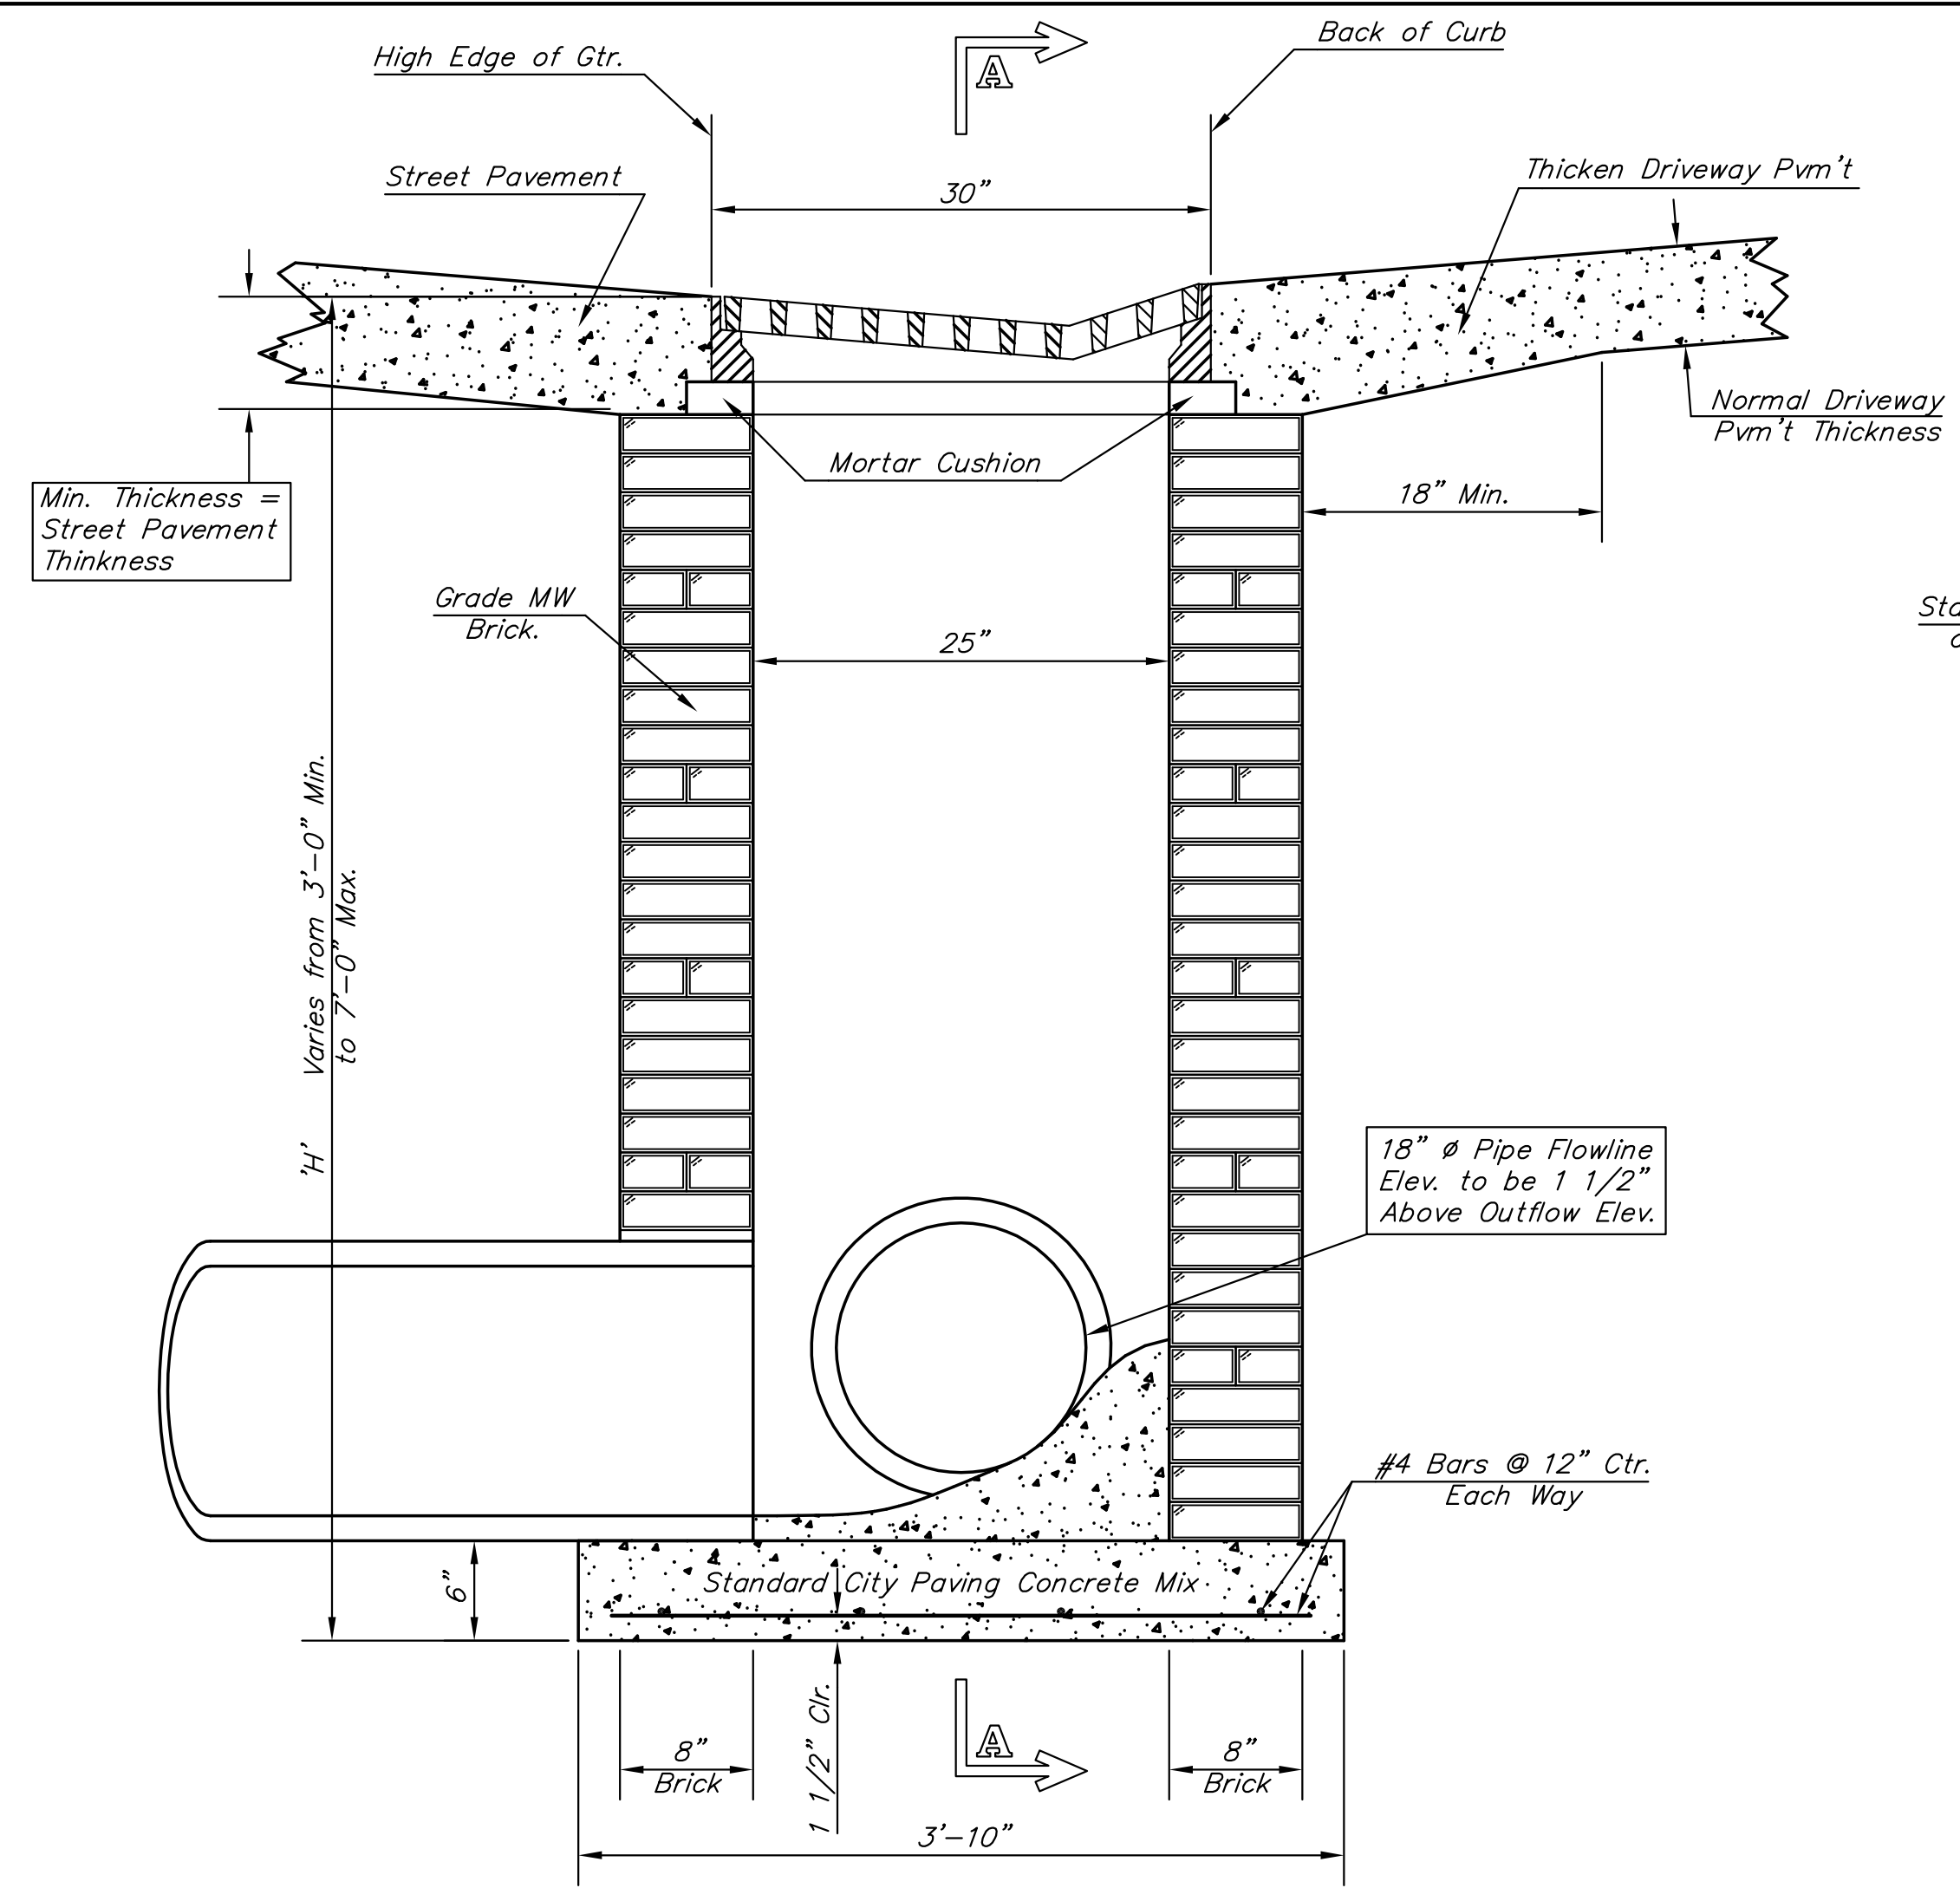 Back of Curb
High Edge of Gtr.
A
Street Pavement
Thicken Driveway Pvm't
30"
Normal Driveway
Pvm't Thickness
Mortar Cushion
18" Min.
Min. Thickness =
Street Pavement
Thinkness
Grade MW
Brick.
25"
'H' Varies from 3'-0" Min.
to 7'-0" Max.
18" ø Pipe Flowline
Elev. to be 1 1/2"
Above Outflow Elev.
#4 Bars @ 12" Ctr.
Each Way
6"
Standard City Paving Concrete Mix
1 1/2" Clr.
A
8"
Brick
8"
Brick
3'-10"